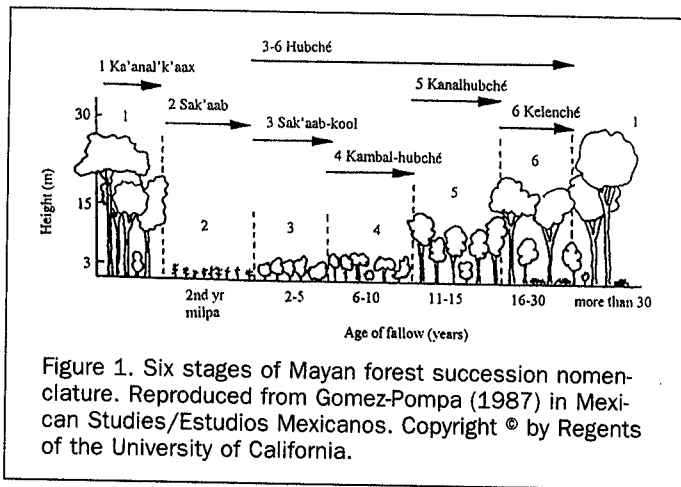 3-6 Hubché
1 Ka'anal'k'aax
5 Kanalhubché
2 Sak'aab
6 Kelenché
3 Sak'aab-kool
4 Kambal-hubché
30
15
3
Height (m)
1
2
3
4
5
6
1
2nd yr
milpa
2-5
6-10
11-15
16-30
more than 30
Age of fallow (years)
Figure 1. Six stages of Mayan forest succession nomen-
clature. Reproduced from Gomez-Pompa (1987) in Mexi-
can Studies/Estudios Mexicanos. Copyright © by Regents
of the University of California.